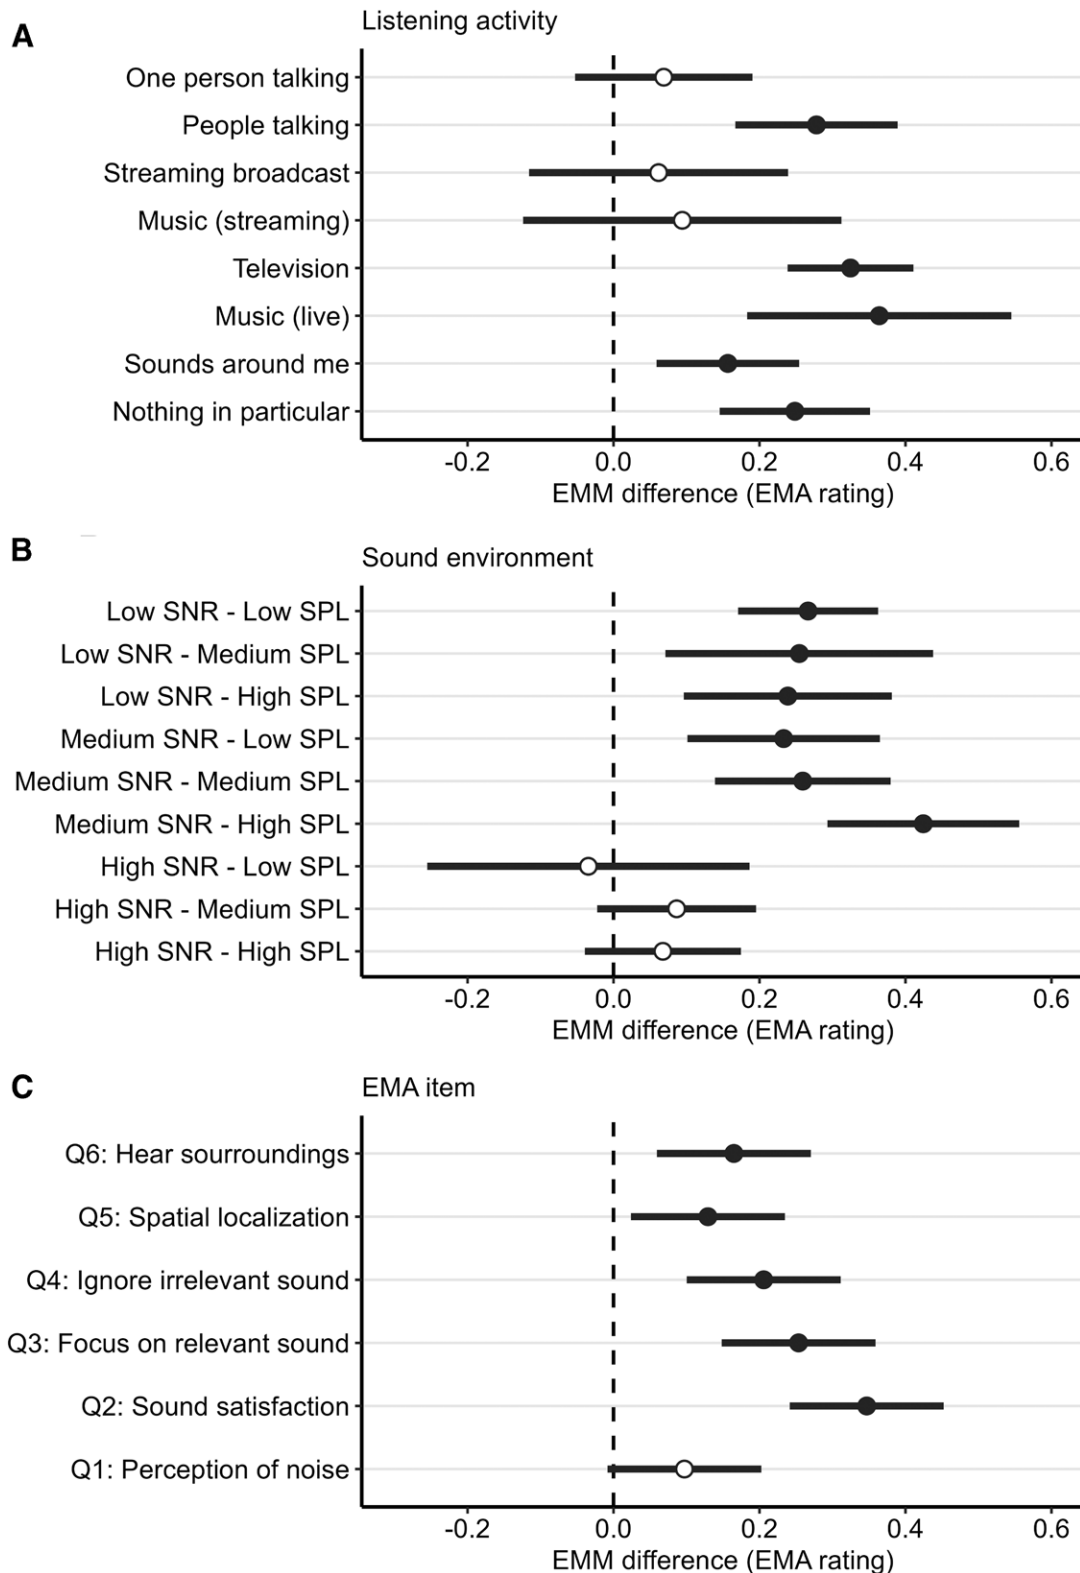 A
Listening activity
One person talking
People talking
Streaming broadcast
Music (streaming)
Television
Music (live)
Sounds around me
Nothing in particular
-0.2 0.0 0.2 0.4 0.6
EMM difference (EMA rating)
B
Sound environment
Low SNR - Low SPL
Low SNR - Medium SPL
Low SNR - High SPL
Medium SNR - Low SPL
Medium SNR - Medium SPL
Medium SNR - High SPL
High SNR - Low SPL
High SNR - Medium SPL
High SNR - High SPL
-0.2 0.0 0.2 0.4 0.6
EMM difference (EMA rating)
C
EMA item
Q6: Hear sourroundings
Q5: Spatial localization
Q4: Ignore irrelevant sound
Q3: Focus on relevant sound
Q2: Sound satisfaction
Q1: Perception of noise
-0.2 0.0 0.2 0.4 0.6
EMM difference (EMA rating)